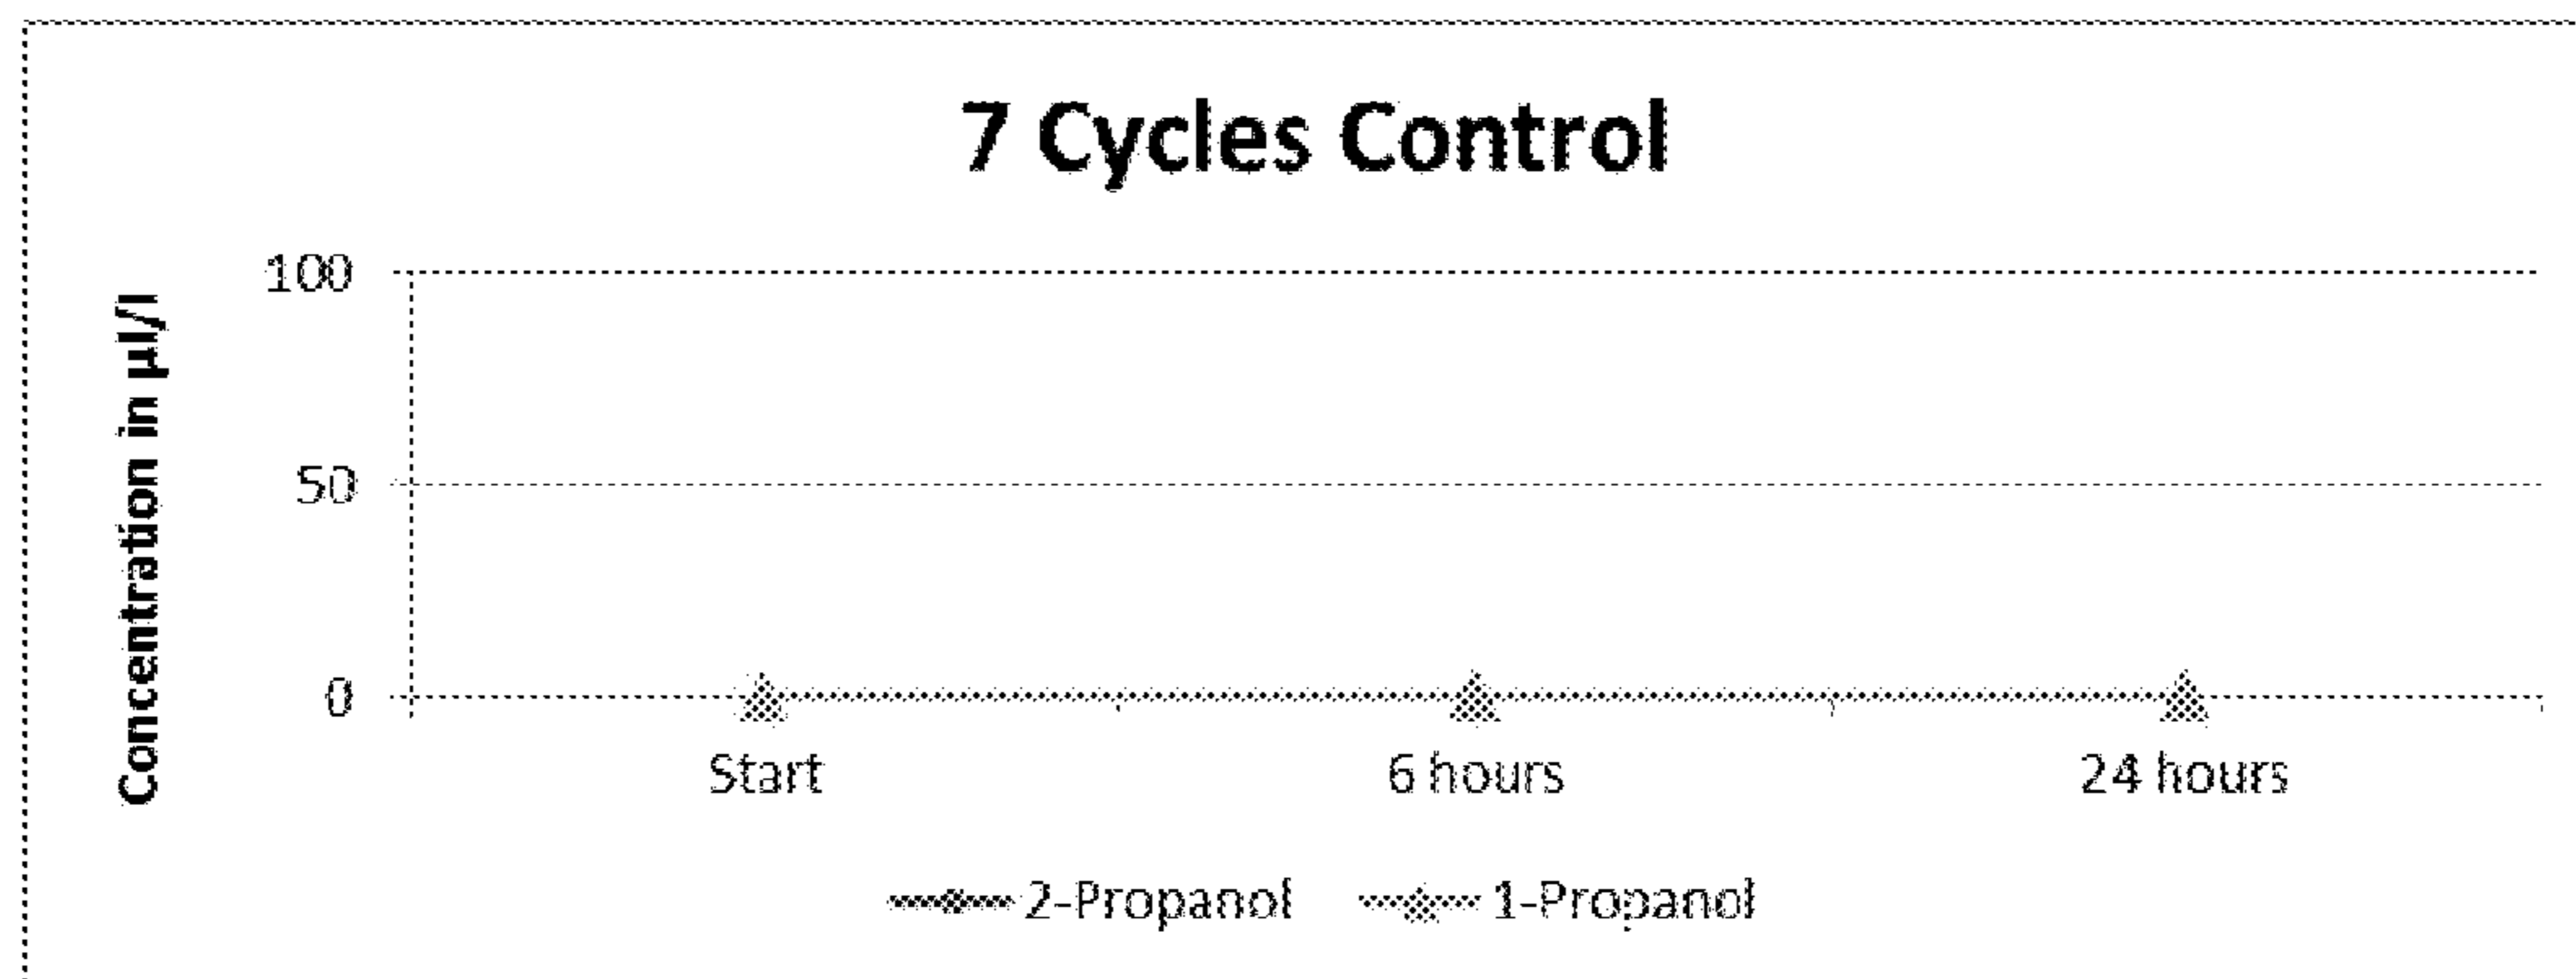 7 Cycles Control
Concentration in µl/l
100
50
0
Start
6 hours
24 hours
2-Propanol
1-Propanol